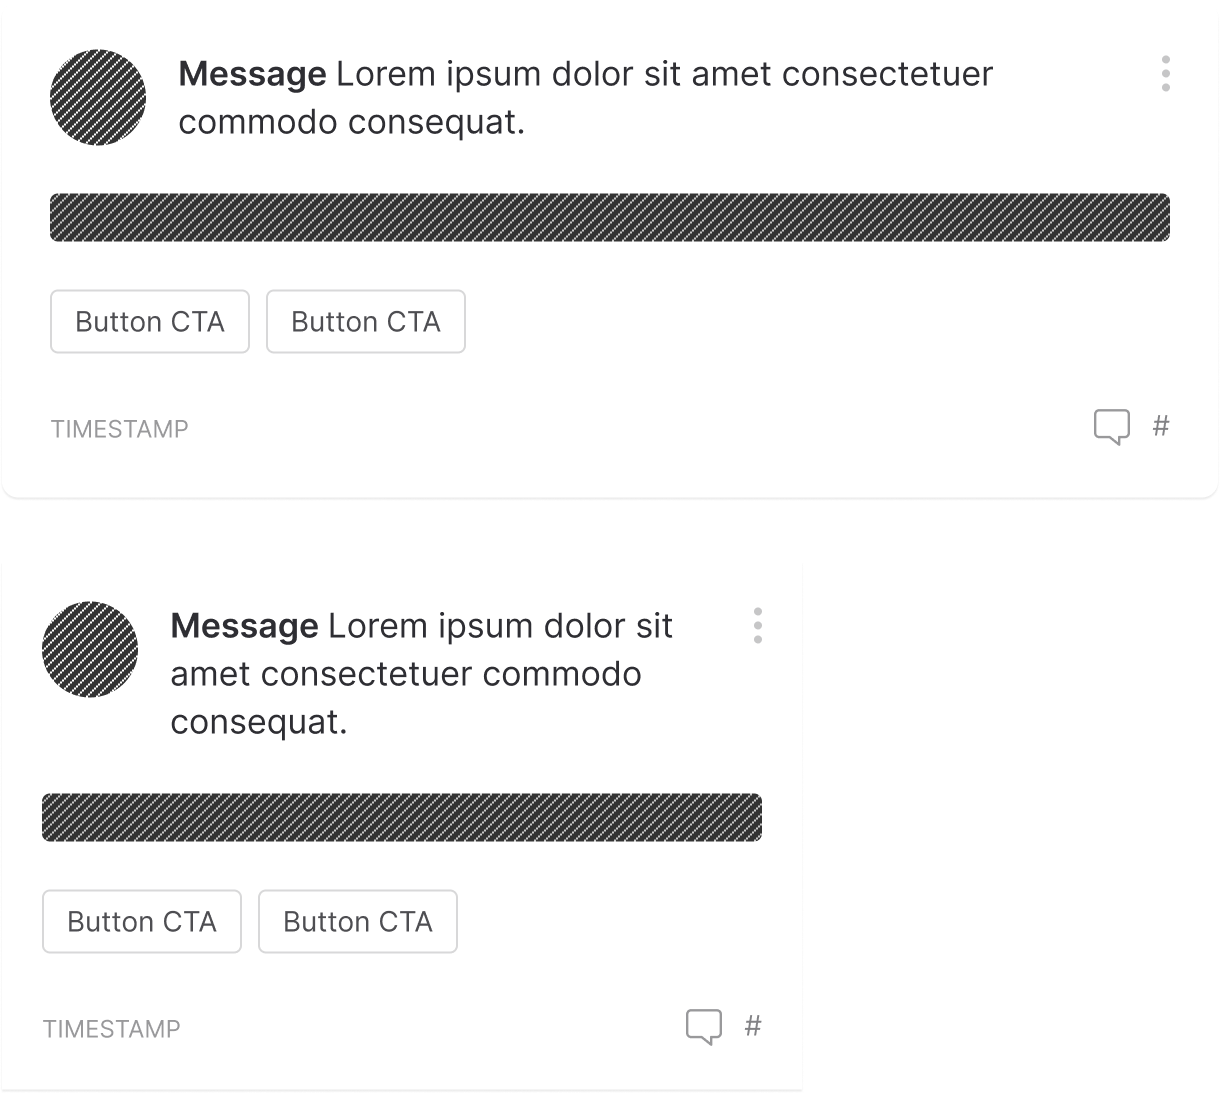 Message Lorem ipsum dolor sit amet consectetuer
commodo consequat.
Button CTA Button CTA
TIMESTAMP #
Message Lorem ipsum dolor sit
amet consectetuer commodo
consequat.
Button CTA Button CTA
TIMESTAMP #